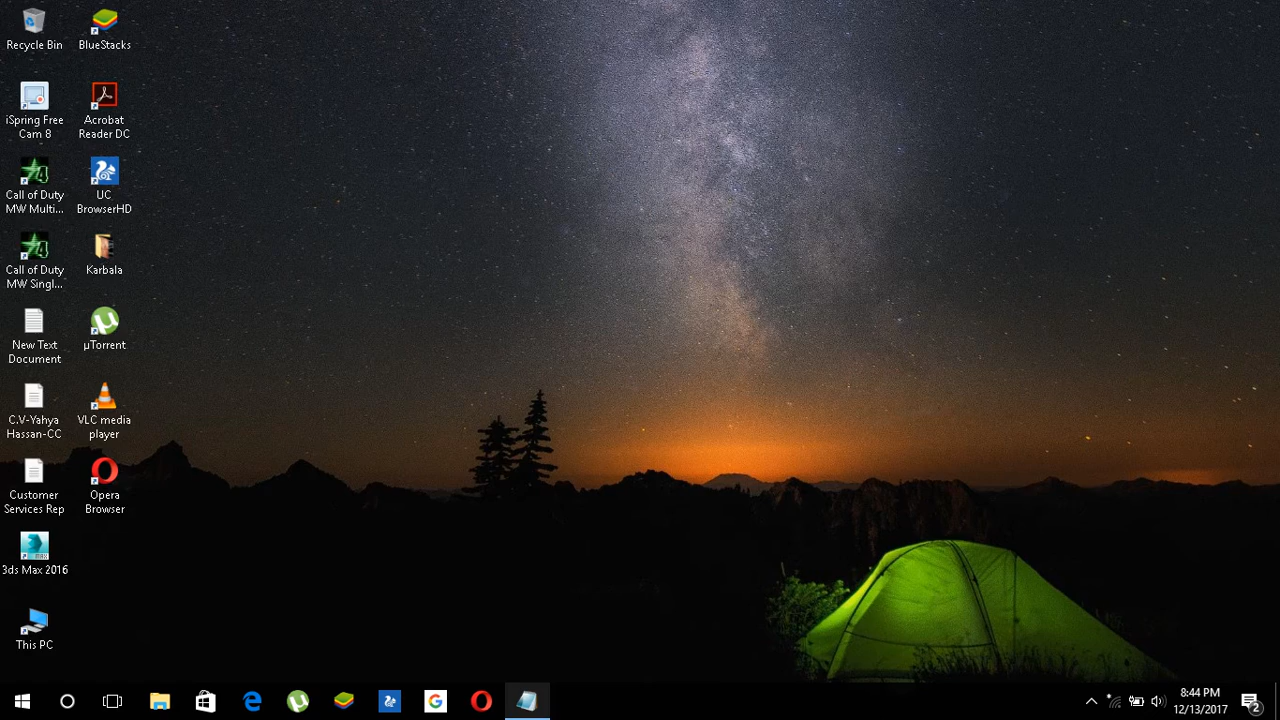 Recycle Bin
BlueStacks
iSpring Free
Cam 8
Acrobat
Reader DC
Call of Duty
MW Multi...
UC
BrowserHD
Call of Duty
MW Singl...
Karbala
New Text
Document
µTorrent
C.V-Yahya
Hassan-CC
VLC media
player
Customer
Services Rep
Opera
Browser
3ds Max 2016
This PC
8:44 PM
12/13/2017
2